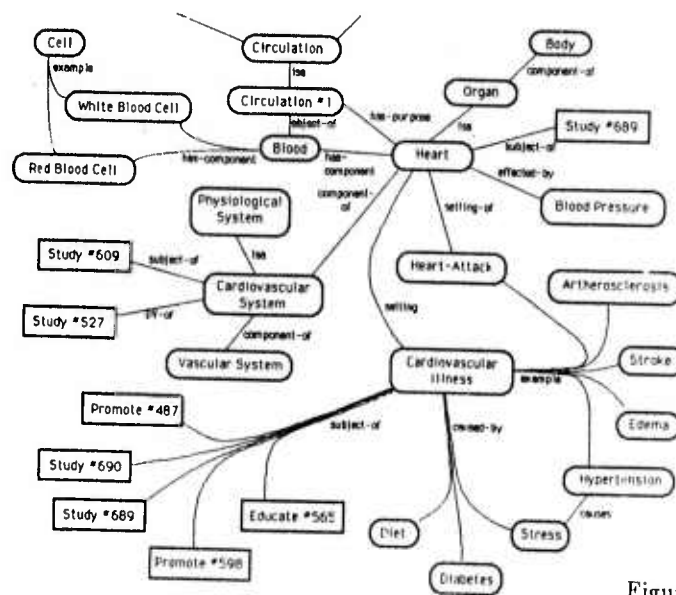 Cell
Circulation
Body
example
isa
component-of
Organ
White Blood Cell
Circulation #1
has-purpose
isa
Study #689
object-of
subject-of
Red Blood Cell
has-component
Blood
has-component
Heart
effected-by
component-of
Physiological System
Blood Pressure
Study #609
subject-of
isa
setting-of
Heart-Attack
Cardiovascular System
Artherosclerosis
Study #527
component-of
setting
Vascular System
Cardiovascular Illness
example
Stroke
Promote #487
subject-of
caused-by
Edema
Study #690
Study #689
Educate #565
Hypertension
causes
Diet
Stress
Promote #598
Diabetes
Figu